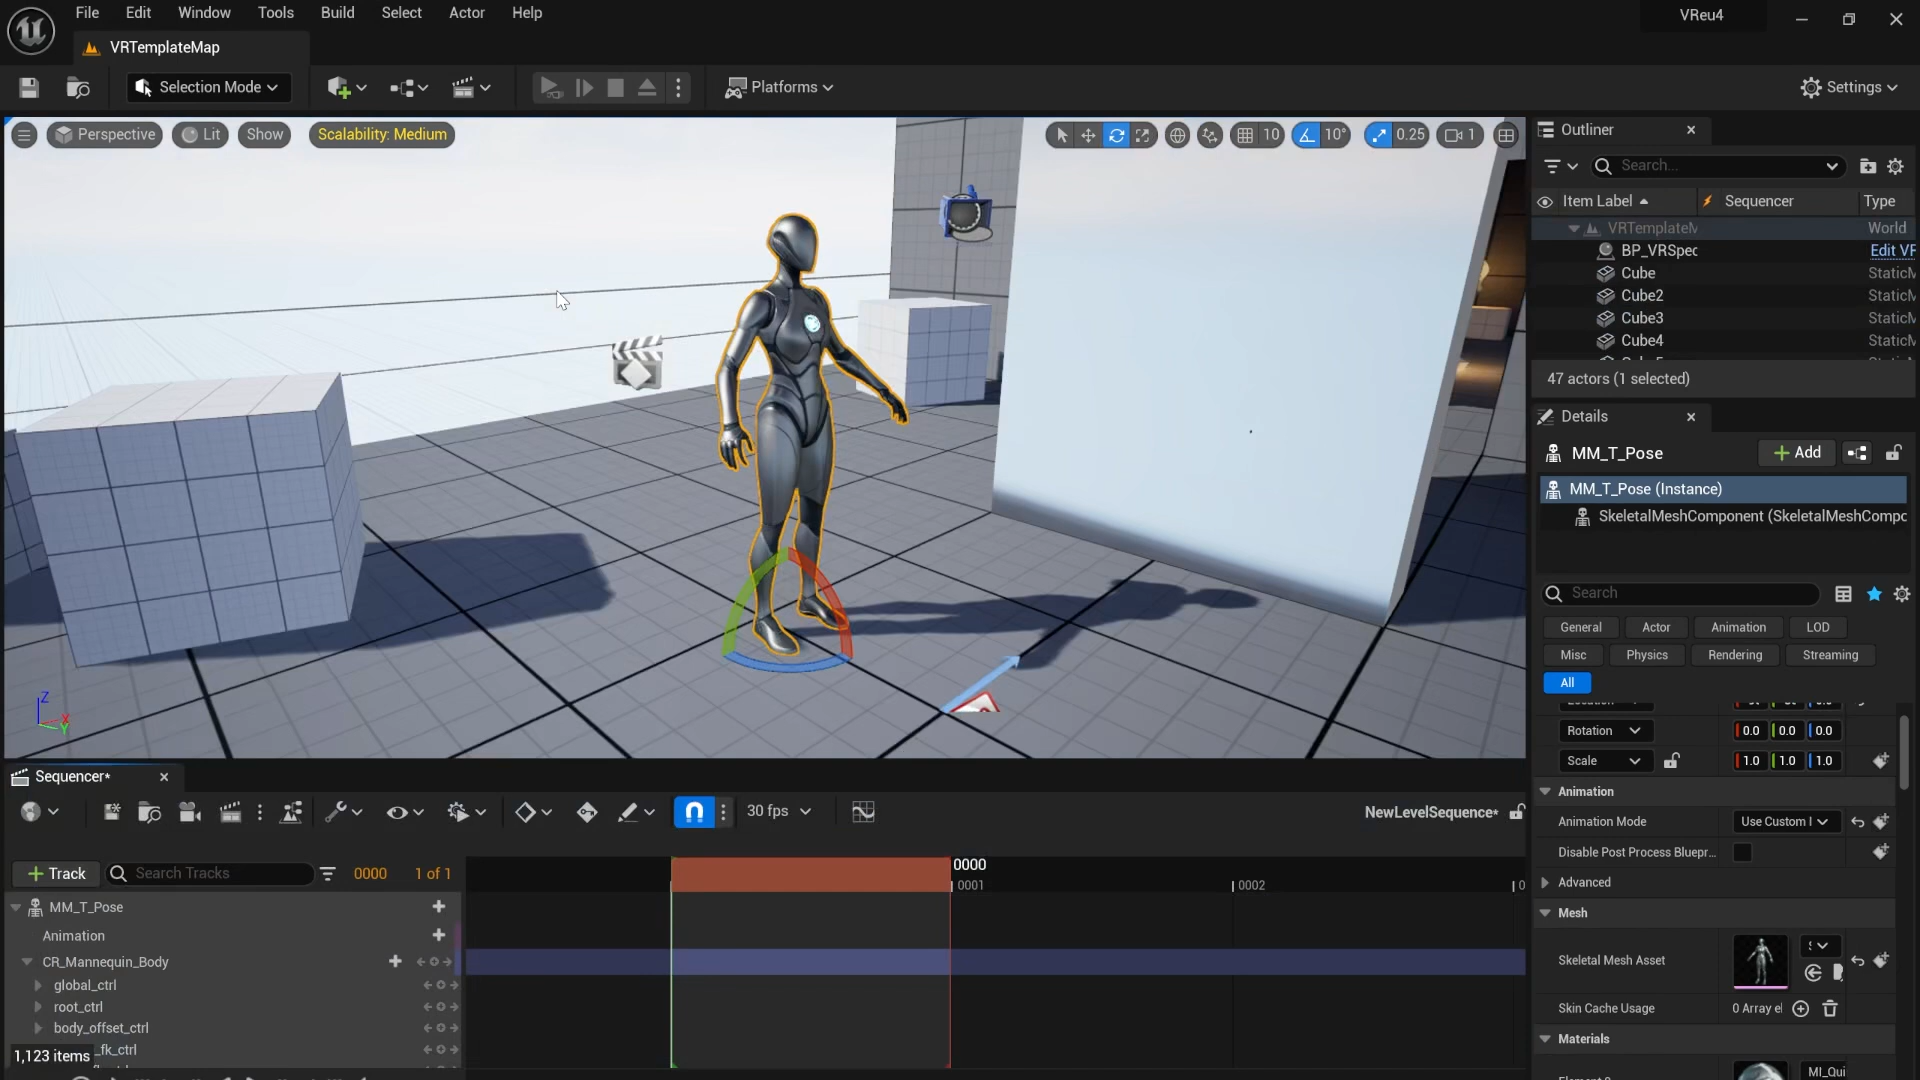 File Edit Window Tools Build Select Actor Help
VReu4
VRTemplateMap
Selection Mode
Platforms
Settings
Perspective
Lit
Show
Scalability: Medium
10
10°
0.25
1
Outliner
Search...
Item Label
Sequencer
Type
VRTemplateM
World
BP_VRSpec
Edit VF
Cube
StaticM
Cube2
StaticM
Cube3
StaticM
Cube4
StaticM
47 actors (1 selected)
Details
MM_T_Pose
Add
MM_T_Pose (Instance)
SkeletalMeshComponent (SkeletalMeshCompo
Search
General
Actor
Animation
LOD
Misc
Physics
Rendering
Streaming
All
Rotation
0.0
0.0
0.0
Scale
1.0
1.0
1.0
Animation
Animation Mode
Use Custom I
Disable Post Process Bluepr...
Advanced
Mesh
Skeletal Mesh Asset
Skin Cache Usage
0 Array el
Materials
MI_Qui
Z
X
Y
Sequencer*
30 fps
NewLevelSequence*
Track
Search Tracks
0000
1 of 1
0000
0001
0002
0
MM_T_Pose
Animation
CR_Mannequin_Body
global_ctrl
root_ctrl
body_offset_ctrl
_fk_ctrl
1,123 items